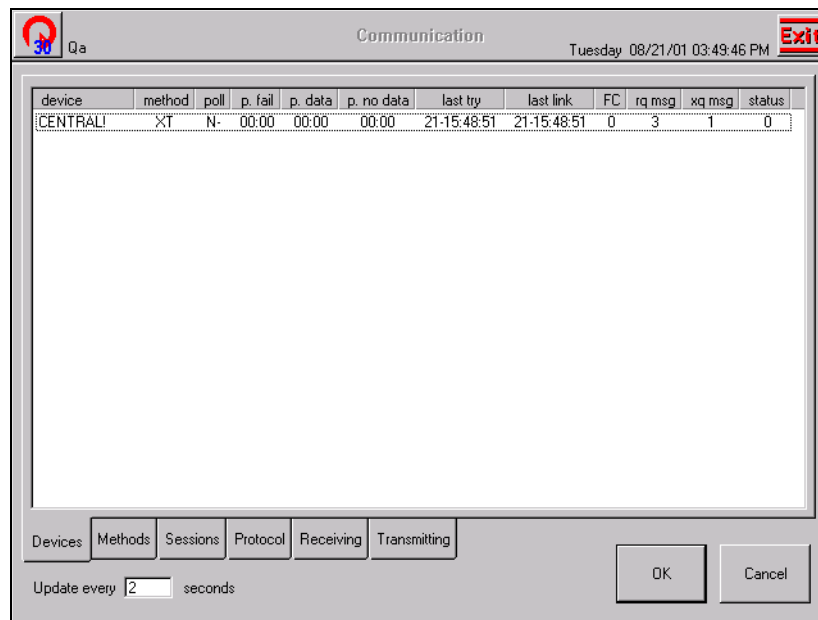 30 Qa
Communication
Tuesday 08/21/01 03:49:46 PM
Exit
device method poll p. fail p. data p. no data last try last link FC rq msg xq msg status
CENTRAL! XT N- 00:00 00:00 00:00 21-15:48:51 21-15:48:51 0 3 1 0
Devices Methods Sessions Protocol Receiving Transmitting
Update every 2 seconds
OK Cancel